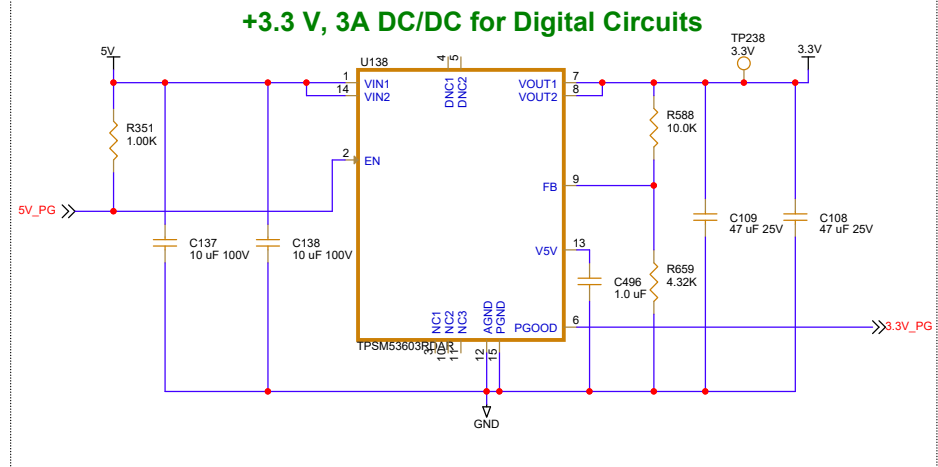 +3.3 V, 3A DC/DC for Digital Circuits
5V
U138
4
5
TP238
3.3V
3.3V
1
VIN1
14
VIN2
DNC1
DNC2
VOUT1
7
VOUT2
8
R351
1.00K
R588
10.0K
2
EN
FB
9
5V_PG
C137
10 uF 100V
C138
10 uF 100V
C109
47 uF 25V
C108
47 uF 25V
V5V
13
C496
1.0 uF
R659
4.32K
NC1
NC2
NC3
AGND
PGND
PGOOD
6
3.3V_PG
TPSM53603RDAR
3
10
11
12
15
GND